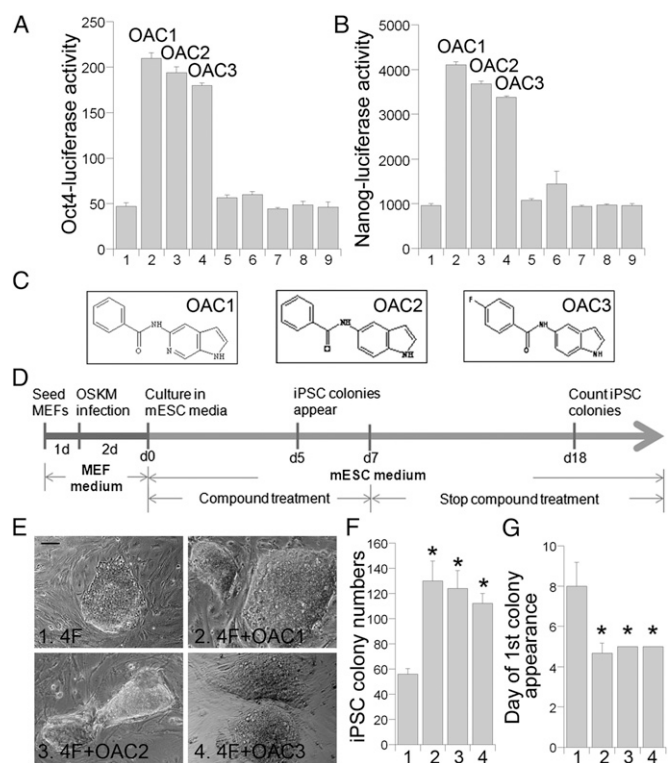 A
Oct4-luciferase activity
250
200
150
100
50
0
OAC1
OAC2
OAC3
1 2 3 4 5 6 7 8 9
B
Nanog-luciferase activity
5000
4000
3000
2000
1000
0
OAC1
OAC2
OAC3
1 2 3 4 5 6 7 8 9
C
OAC1
NH
O
N
NH
OAC2
NH
NH
OAC3
F
NH
O
NH
D
Seed MEFs
OSKM infection
Culture in mESC media
iPSC colonies appear
Count iPSC colonies
1d 2d d0 d5 d7 d18
MEF medium
mESC medium
Compound treatment
Stop compound treatment
E
1. 4F
2. 4F+OAC1
3. 4F+OAC2
4. 4F+OAC3
F
iPSC colony numbers
160
140
120
100
80
60
40
20
0
* * *
1 2 3 4
G
Day of 1st colony appearance
10
8
6
4
2
0
* * *
1 2 3 4